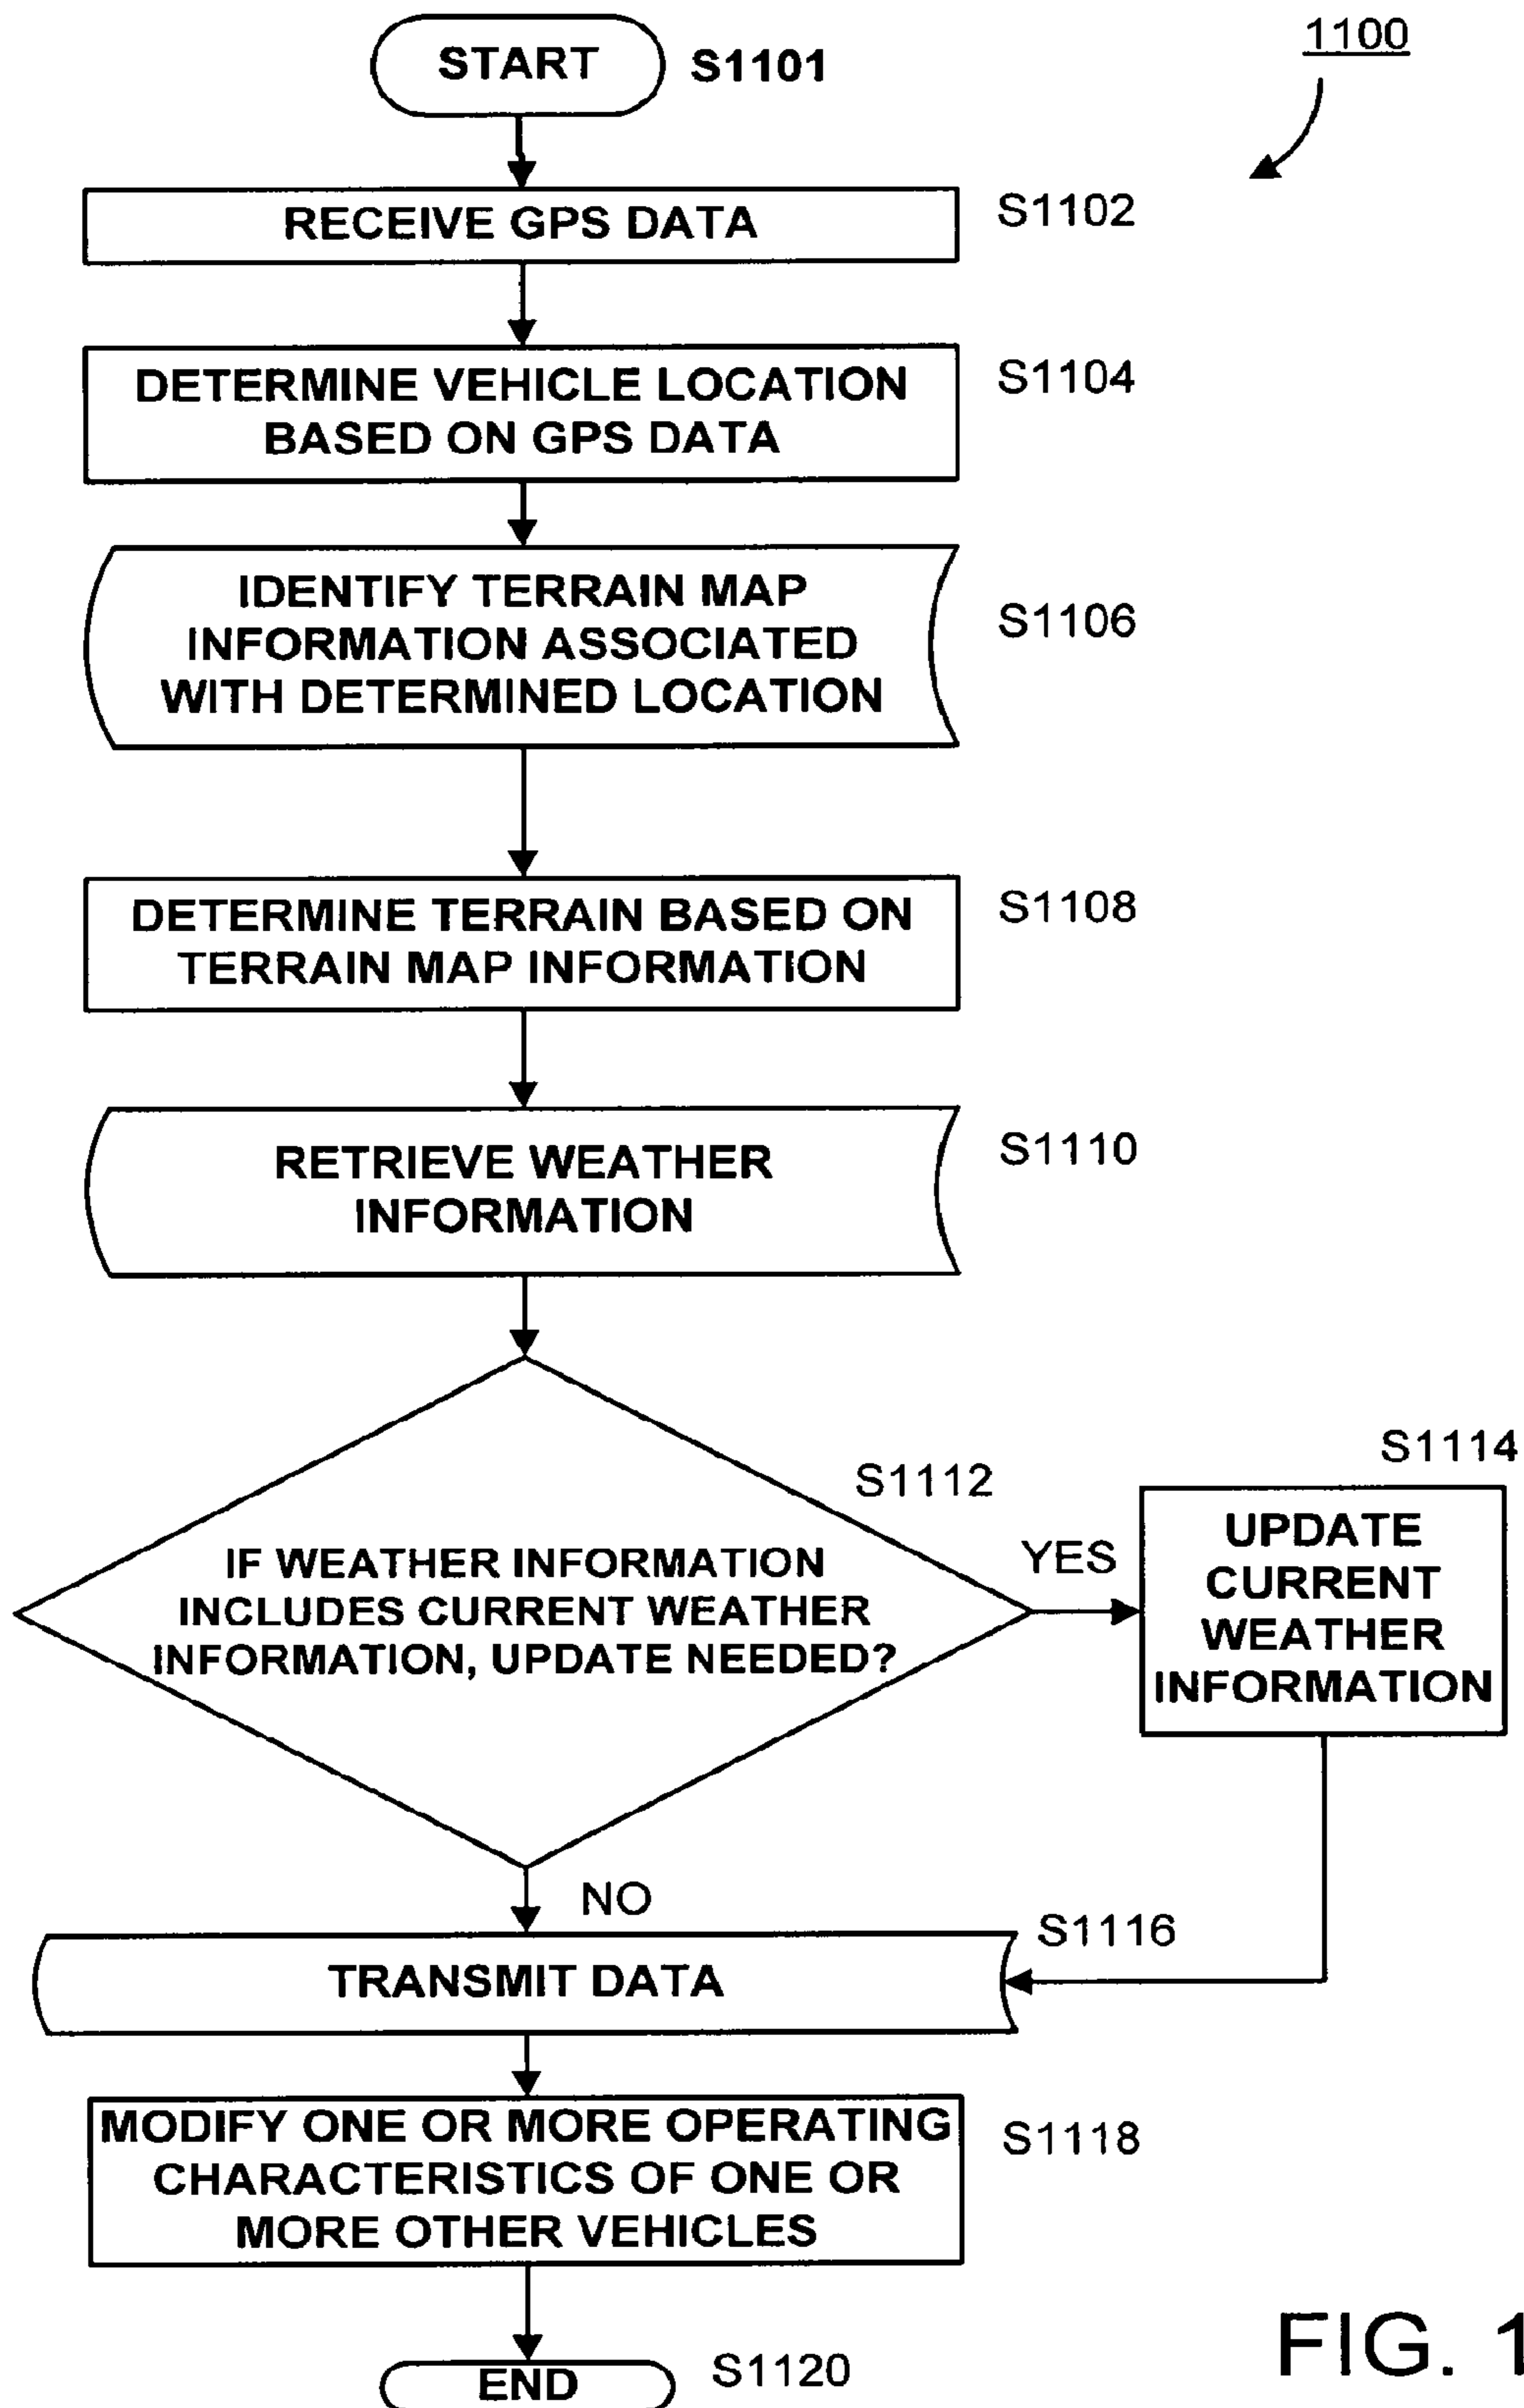 1100
START
S1101
RECEIVE GPS DATA
S1102
DETERMINE VEHICLE LOCATION
BASED ON GPS DATA
S1104
IDENTIFY TERRAIN MAP
INFORMATION ASSOCIATED
WITH DETERMINED LOCATION
S1106
DETERMINE TERRAIN BASED ON
TERRAIN MAP INFORMATION
S1108
RETRIEVE WEATHER
INFORMATION
S1110
S1112
IF WEATHER INFORMATION
INCLUDES CURRENT WEATHER
INFORMATION, UPDATE NEEDED?
YES
S1114
UPDATE
CURRENT
WEATHER
INFORMATION
NO
TRANSMIT DATA
S1116
MODIFY ONE OR MORE OPERATING
CHARACTERISTICS OF ONE OR
MORE OTHER VEHICLES
S1118
END
S1120
FIG. 1